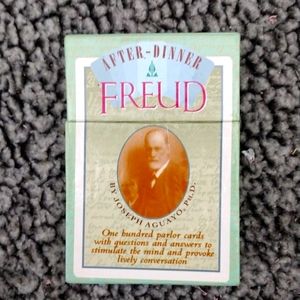 AFTER-DINNER
FREUD
BY JOSEPH AGUAYO, PH.D.
One hundred parlor cards
with questions and answers to
stimulate the mind and provoke
lively conversation